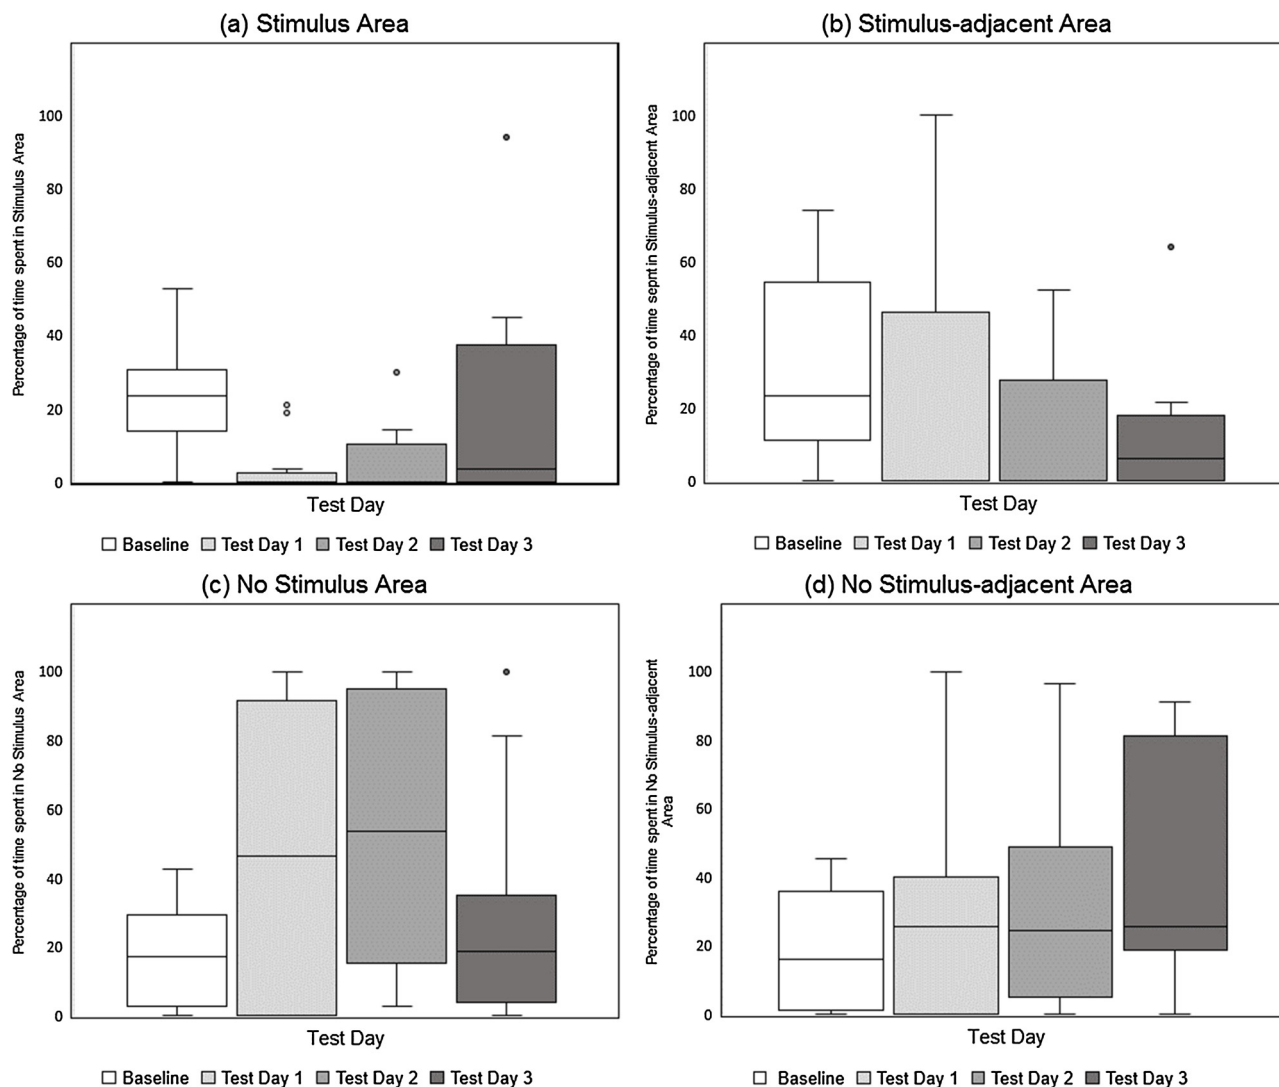 (a) Stimulus Area
Percentage of time spent in Stimulus Area
100
80
60
40
20
0
Test Day
Baseline Test Day 1 Test Day 2 Test Day 3
(b) Stimulus-adjacent Area
Percentage of time sepnt in Stimulus-adjacent Area
100
80
60
40
20
0
Test Day
Baseline Test Day 1 Test Day 2 Test Day 3
(c) No Stimulus Area
Percentage of time spent in No Stimulus Area
100
80
60
40
20
0
Test Day
Baseline Test Day 1 Test Day 2 Test Day 3
(d) No Stimulus-adjacent Area
Percentage of time spent in No Stimulus-adjacent
Area
100
80
60
40
20
0
Test Day
Baseline Test Day 1 Test Day 2 Test Day 3